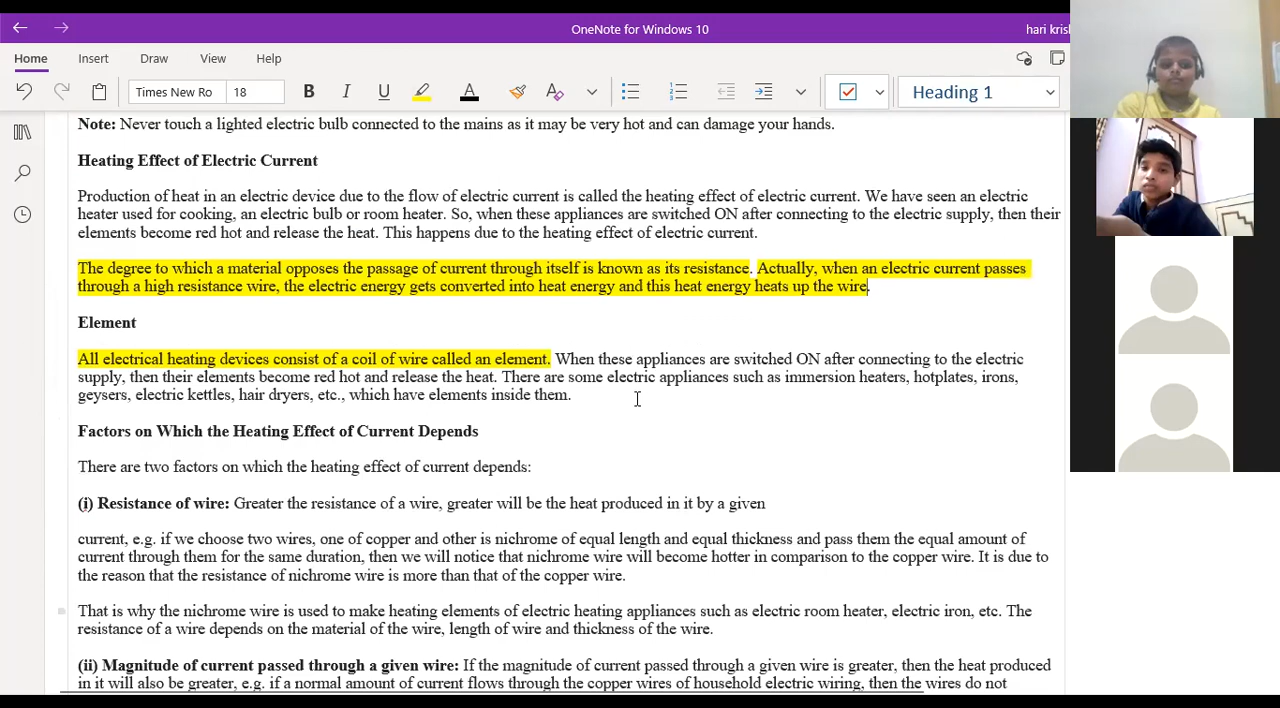 OneNote for Windows 10
hari krisl
Home Insert Draw View Help
Times New Ro 18 B I U A A Heading 1
Note: Never touch a lighted electric bulb connected to the mains as it may be very hot and can damage your hands.
Heating Effect of Electric Current
Production of heat in an electric device due to the flow of electric current is called the heating effect of electric current. We have seen an electric
heater used for cooking, an electric bulb or room heater. So, when these appliances are switched ON after connecting to the electric supply, then their
elements become red hot and release the heat. This happens due to the heating effect of electric current.
The degree to which a material opposes the passage of current through itself is known as its resistance. Actually, when an electric current passes
through a high resistance wire, the electric energy gets converted into heat energy and this heat energy heats up the wire.
Element
All electrical heating devices consist of a coil of wire called an element. When these appliances are switched ON after connecting to the electric
supply, then their elements become red hot and release the heat. There are some electric appliances such as immersion heaters, hotplates, irons,
geysers, electric kettles, hair dryers, etc., which have elements inside them.
Factors on Which the Heating Effect of Current Depends
There are two factors on which the heating effect of current depends:
(i) Resistance of wire: Greater the resistance of a wire, greater will be the heat produced in it by a given
current, e.g. if we choose two wires, one of copper and other is nichrome of equal length and equal thickness and pass them the equal amount of
current through them for the same duration, then we will notice that nichrome wire will become hotter in comparison to the copper wire. It is due to
the reason that the resistance of nichrome wire is more than that of the copper wire.
That is why the nichrome wire is used to make heating elements of electric heating appliances such as electric room heater, electric iron, etc. The
resistance of a wire depends on the material of the wire, length of wire and thickness of the wire.
(ii) Magnitude of current passed through a given wire: If the magnitude of current passed through a given wire is greater, then the heat produced
in it will also be greater, e.g. if a normal amount of current flows through the copper wires of household electric wiring, then the wires do not